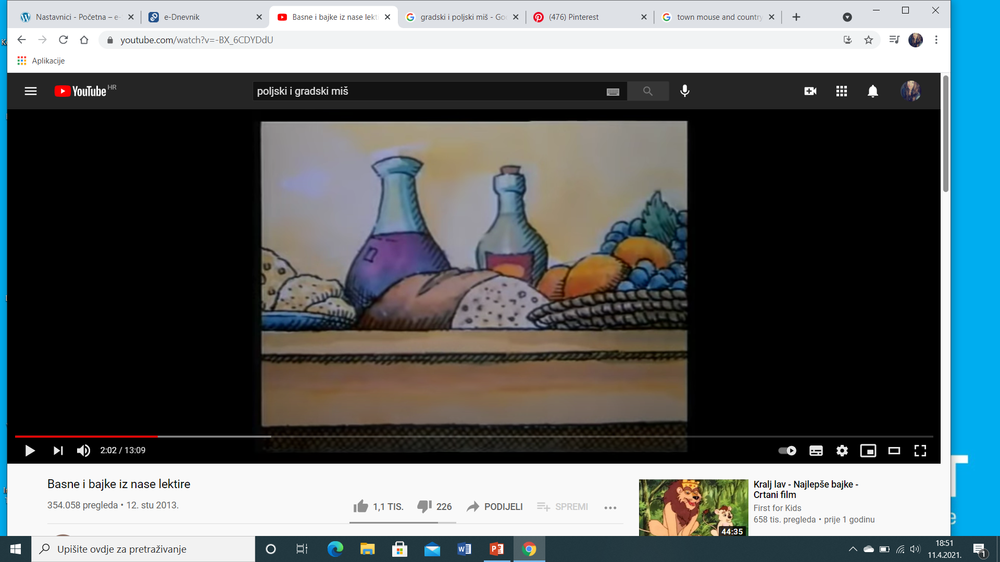 Nastavnici - Početna – e-
e-Dnevnik
Basne i bajke iz nase lekti
gradski i poljski miš - Goo
(476) Pinterest
town mouse and country
youtube.com/watch?v=-BX_6CDYDdU
Aplikacije
YouTube HR
poljski i gradski miš
2:02 / 13:09
Basne i bajke iz nase lektire
354.058 pregleda • 12. stu 2013.
1,1 TIS.
226
PODIJELI
SPREMI
Kralj lav - Najlepše bajke -
Crtani film
First for Kids
658 tis. pregleda • prije 1 godinu
44:35
Upišite ovdje za pretraživanje
18:51
11.4.2021.
1